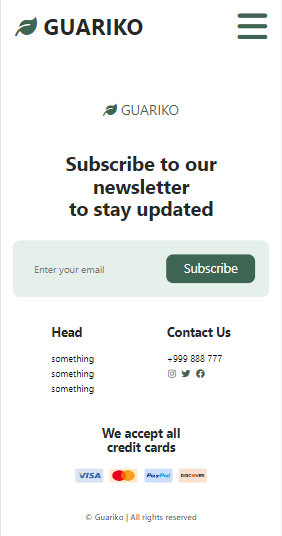 GUARIKO
GUARIKO
Subscribe to our
newsletter
to stay updated
Enter your email
Subscribe
Head
something
something
something
Contact Us
+999 888 777
We accept all
credit cards
VISA
PayPal
DISCOVER
© Guariko | All rights reserved